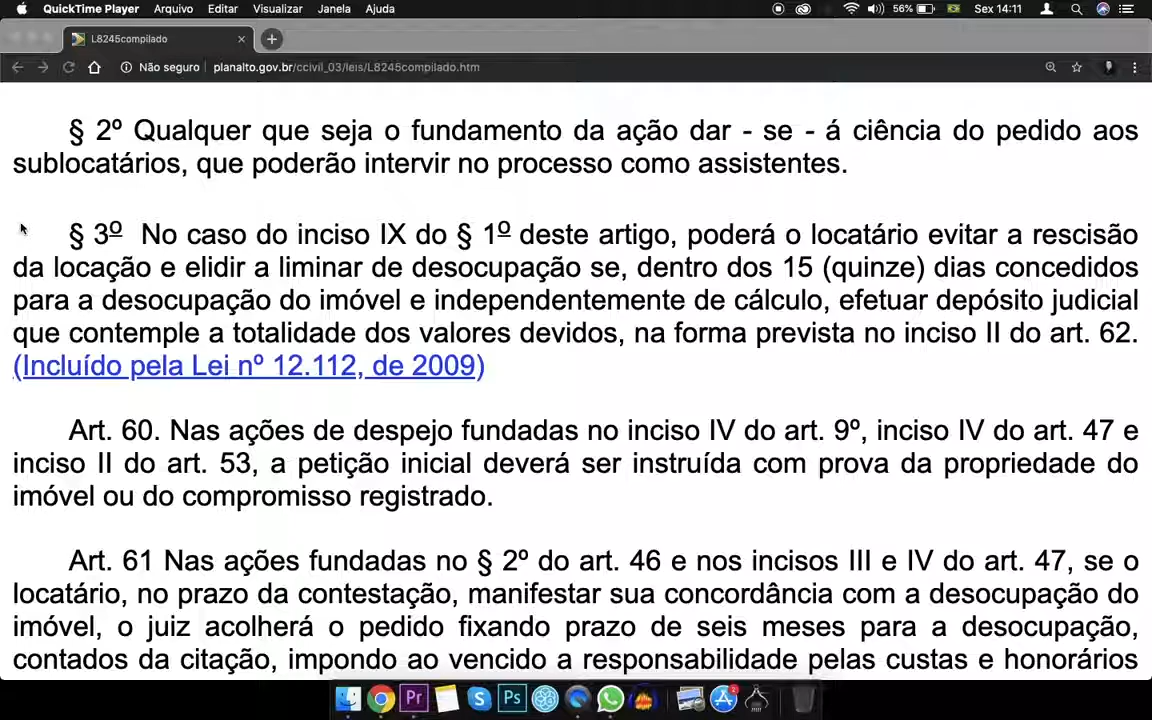 QuickTime Player Arquivo Editar Visualizar Janela Ajuda 56% Sex 14:11
L8245compilado
Não seguro planalto.gov.br/ccivil_03/leis/L8245compilado.htm
§ 2º Qualquer que seja o fundamento da ação dar - se - á ciência do pedido aos
sublocatários, que poderão intervir no processo como assistentes.
§ 3º No caso do inciso IX do § 1º deste artigo, poderá o locatário evitar a rescisão
da locação e elidir a liminar de desocupação se, dentro dos 15 (quinze) dias concedidos
para a desocupação do imóvel e independentemente de cálculo, efetuar depósito judicial
que contemple a totalidade dos valores devidos, na forma prevista no inciso II do art. 62.
(Incluído pela Lei nº 12.112, de 2009)
Art. 60. Nas ações de despejo fundadas no inciso IV do art. 9º, inciso IV do art. 47 e
inciso II do art. 53, a petição inicial deverá ser instruída com prova da propriedade do
imóvel ou do compromisso registrado.
Art. 61 Nas ações fundadas no § 2º do art. 46 e nos incisos III e IV do art. 47, se o
locatário, no prazo da contestação, manifestar sua concordância com a desocupação do
imóvel, o juiz acolherá o pedido fixando prazo de seis meses para a desocupação,
contados da citação, impondo ao vencido a responsabilidade pelas custas e honorários
Pr Ps 2